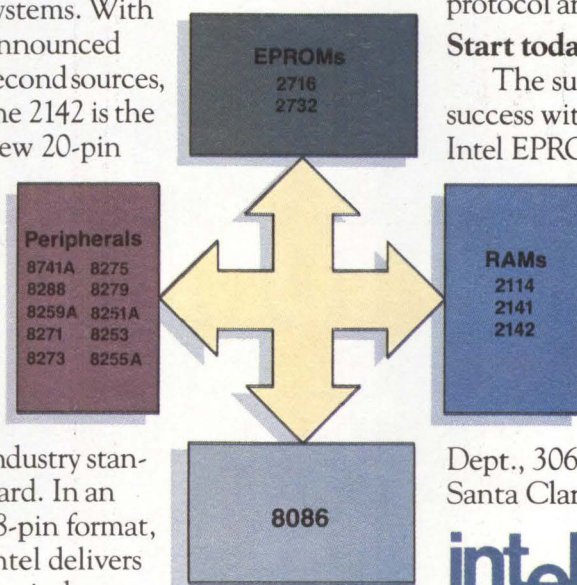 ystems. With
nnounced
econd sources,
he 2142 is the
ew 20-pin
EPROMs
2716
2732
Peripherals
8741A 8275
8288 8279
8259A 8251A
8271 8253
8273 8255A
RAMs
2114
2141
2142
8086
ndustry stan-
ard. In an
8-pin format,
ntel delivers
protocol an
Start toda
The su
success wit
Intel EPRO
Dept., 306
Santa Clar
intel